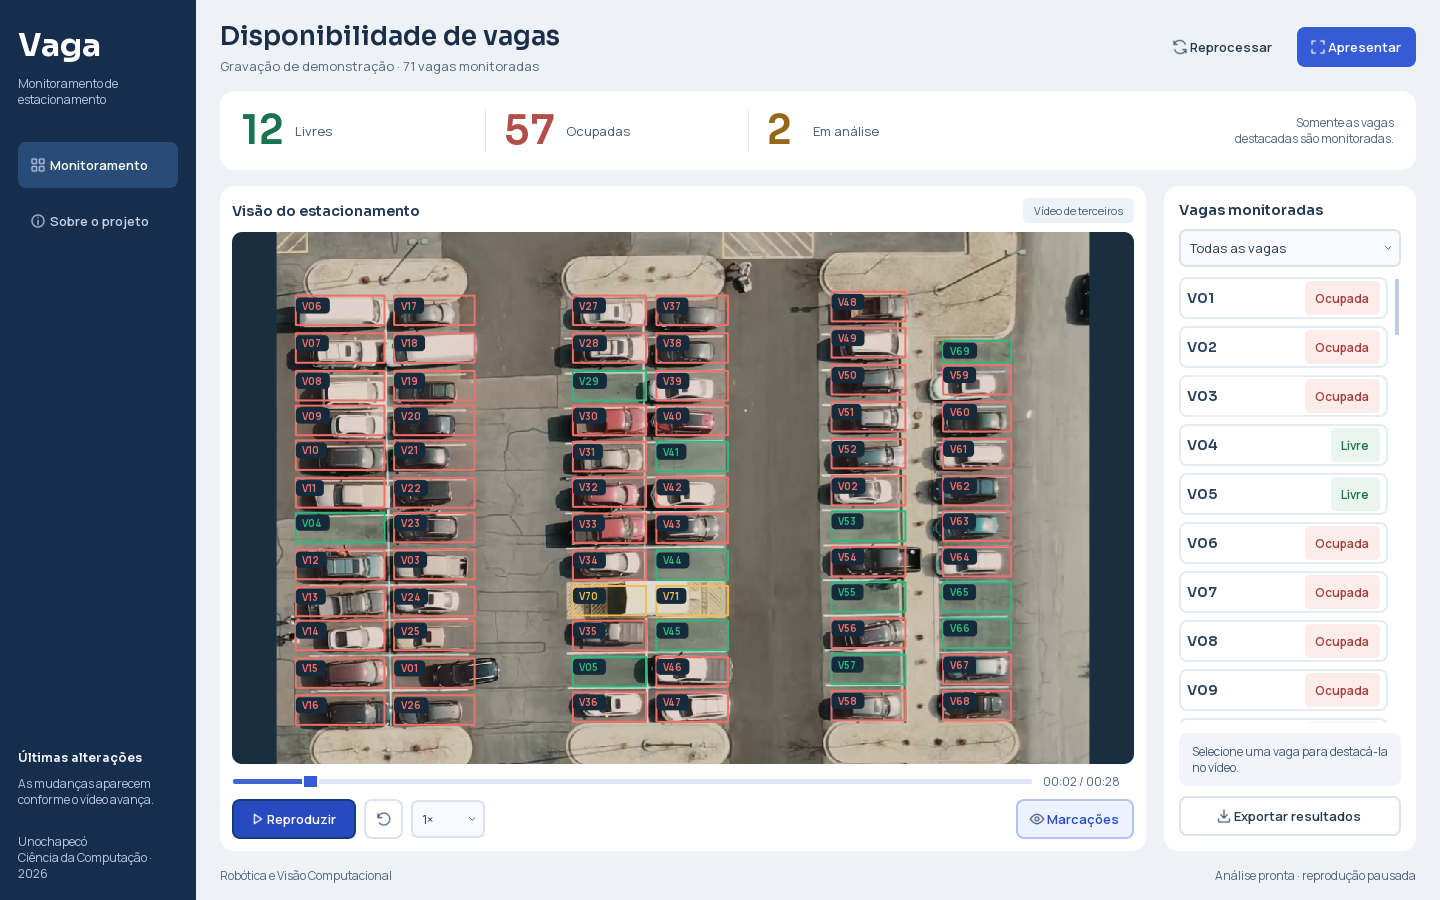 Vaga
Monitoramento de
estacionamento
Monitoramento
Sobre o projeto
Últimas alterações
As mudanças aparecem
conforme o vídeo avança.
Unochapecó
Ciência da Computação ·
2026
Disponibilidade de vagas
Gravação de demonstração · 71 vagas monitoradas
Reprocessar
Apresentar
12 Livres
57 Ocupadas
2 Em análise
Somente as vagas
destacadas são monitoradas.
Visão do estacionamento
Vídeo de terceiros
V06 V17 V27 V37 V48
V07 V18 V28 V38 V49 V69
V08 V19 V29 V39 V50 V59
V09 V20 V30 V40 V51 V60
V10 V21 V31 V41 V52 V61
V11 V22 V32 V42 V02 V62
V04 V23 V33 V43 V53 V63
V12 V03 V34 V44 V54 V64
V13 V24 V70 V71 V55 V65
V14 V25 V35 V45 V56 V66
V15 V01 V05 V46 V57 V67
V16 V26 V36 V47 V58 V68
00:02 / 00:28
Reproduzir
1×
Marcações
Vagas monitoradas
Todas as vagas
V01 Ocupada
V02 Ocupada
V03 Ocupada
V04 Livre
V05 Livre
V06 Ocupada
V07 Ocupada
V08 Ocupada
V09 Ocupada
Selecione uma vaga para destacá-la
no vídeo.
Exportar resultados
Robótica e Visão Computacional
Análise pronta · reprodução pausada